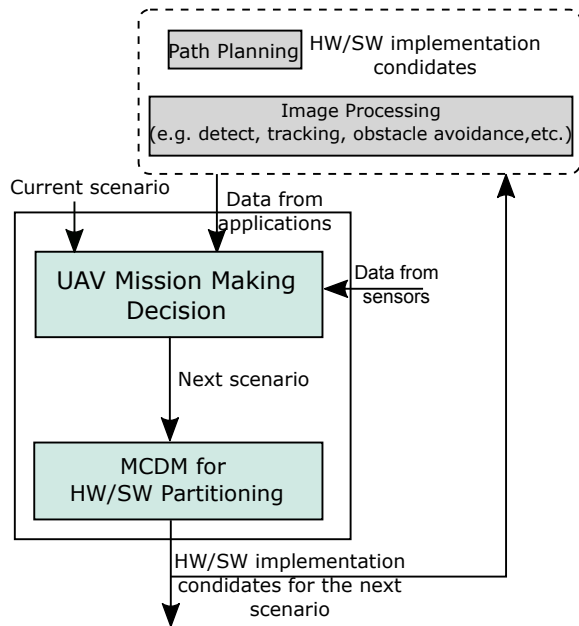 Path Planning
HW/SW implementation
candidates
Image Processing
(e.g. detect, tracking, obstacle avoidance,etc.)
Current scenario
Data from
applications
UAV Mission Making
Decision
Data from
sensors
Next scenario
MCDM for
HW/SW Partitioning
HW/SW implementation
candidates for the next
scenario